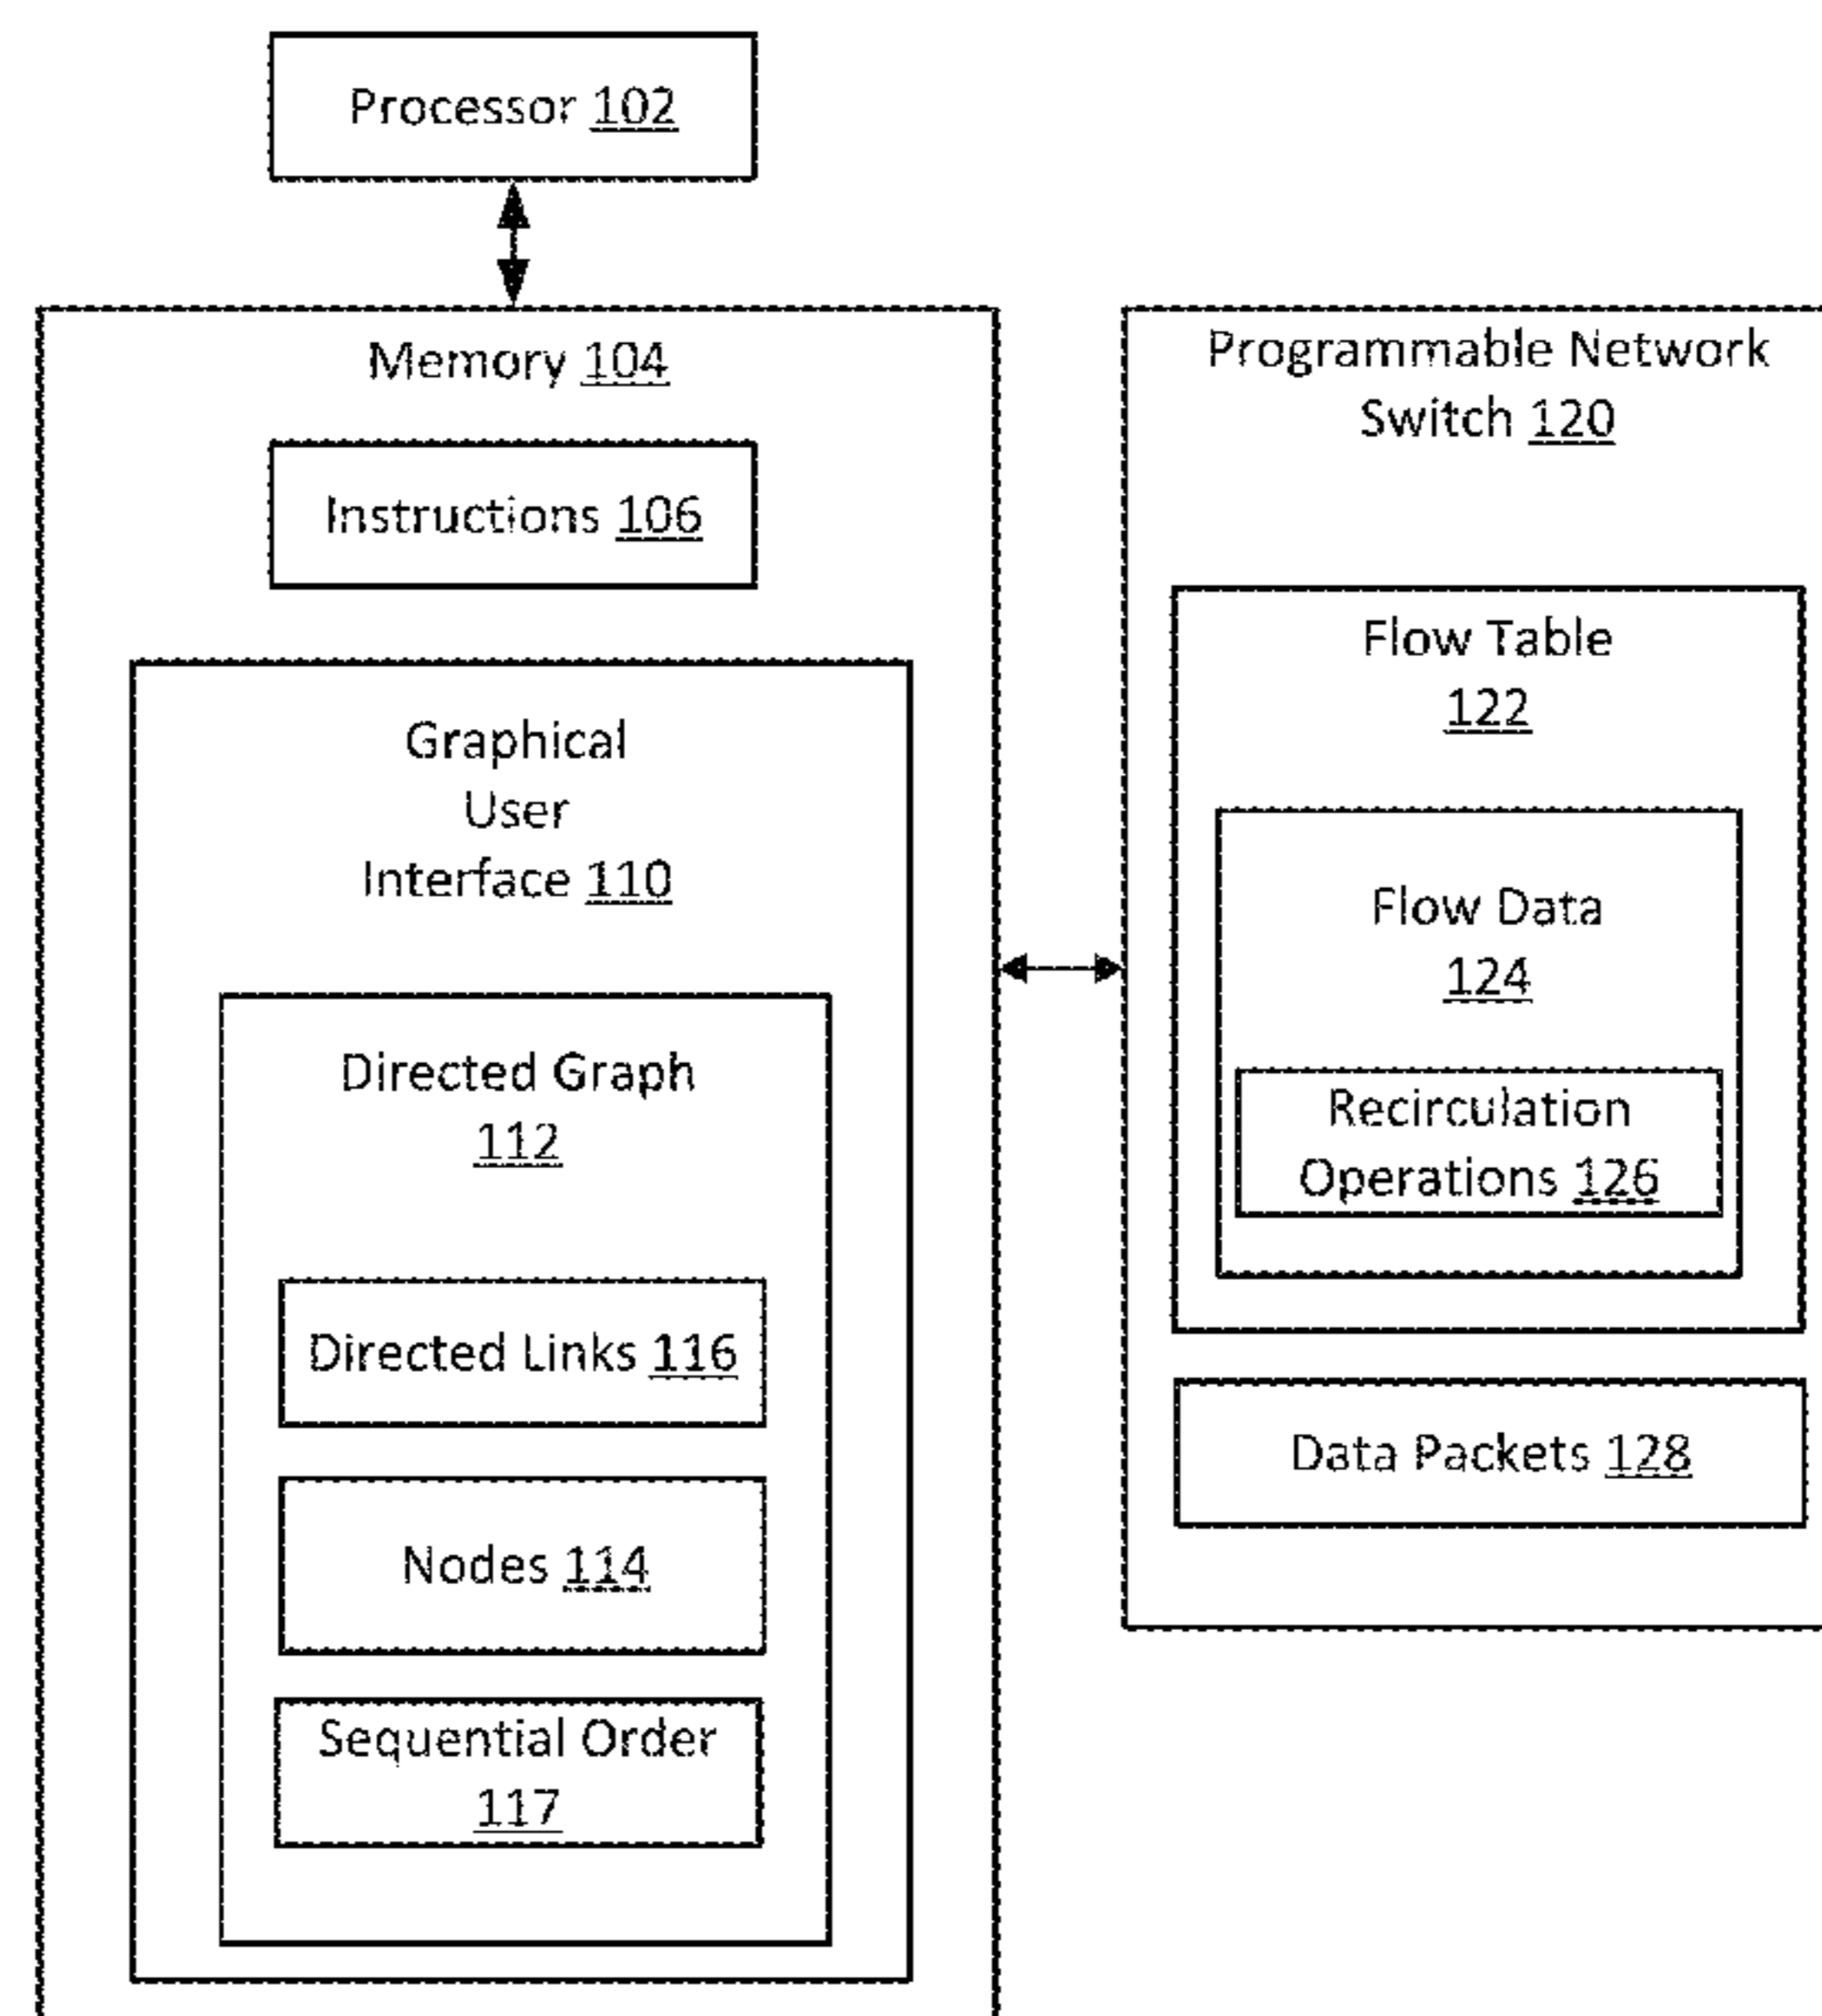 Processor 102
Memory 104
Instructions 106
Graphical
User
Interface 110
Directed Graph
112
Directed Links 116
Nodes 114
Sequential Order
117
Programmable Network
Switch 120
Flow Table
122
Flow Data
124
Recirculation
Operations 126
Data Packets 128